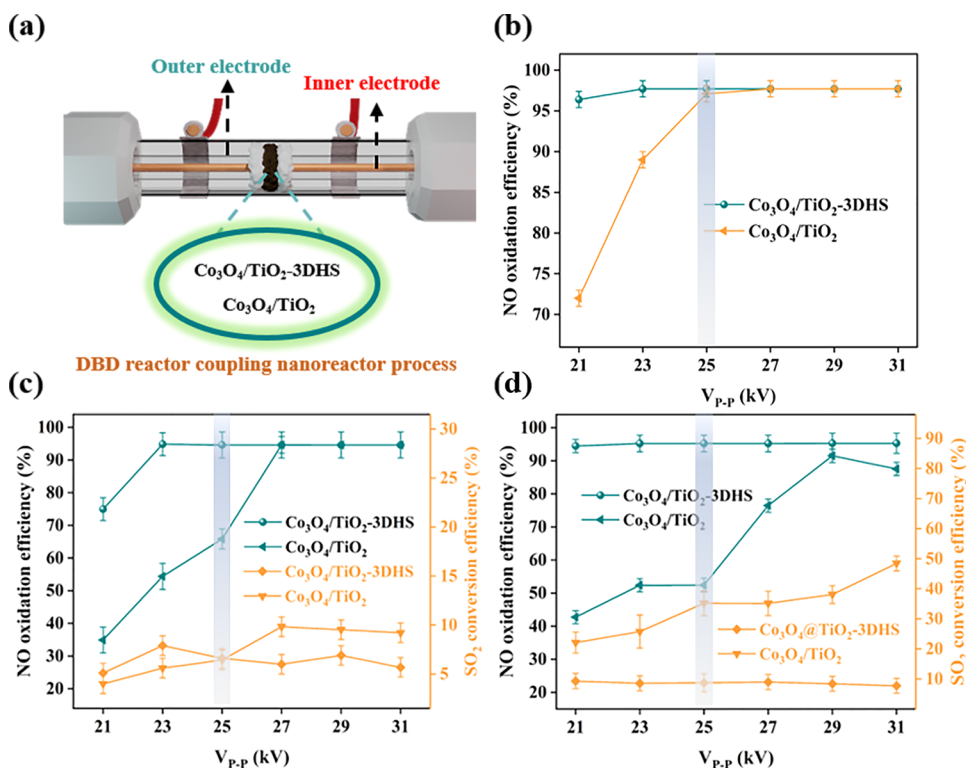 (a)
Outer electrode
Inner electrode
Co₃O₄/TiO₂-3DHS
Co₃O₄/TiO₂
DBD reactor coupling nanoreactor process
(b)
NO oxidation efficiency (%)
100
95
90
85
80
75
70
Co₃O₄/TiO₂-3DHS
Co₃O₄/TiO₂
21 23 25 27 29 31
V_P-P (kV)
(c)
NO oxidation efficiency (%)
100
90
80
70
60
50
40
30
20
Co₃O₄/TiO₂-3DHS
Co₃O₄/TiO₂
Co₃O₄/TiO₂-3DHS
Co₃O₄/TiO₂
30
25
20
15
10
5
SO₂ conversion efficiency (%)
21 23 25 27 29 31
V_P-P (kV)
(d)
NO oxidation efficiency (%)
100
90
80
70
60
50
40
30
20
Co₃O₄/TiO₂-3DHS
Co₃O₄/TiO₂
Co₃O₄@TiO₂-3DHS
Co₃O₄/TiO₂
90
80
70
60
50
40
30
20
10
SO₂ conversion efficiency (%)
21 23 25 27 29 31
V_P-P (kV)